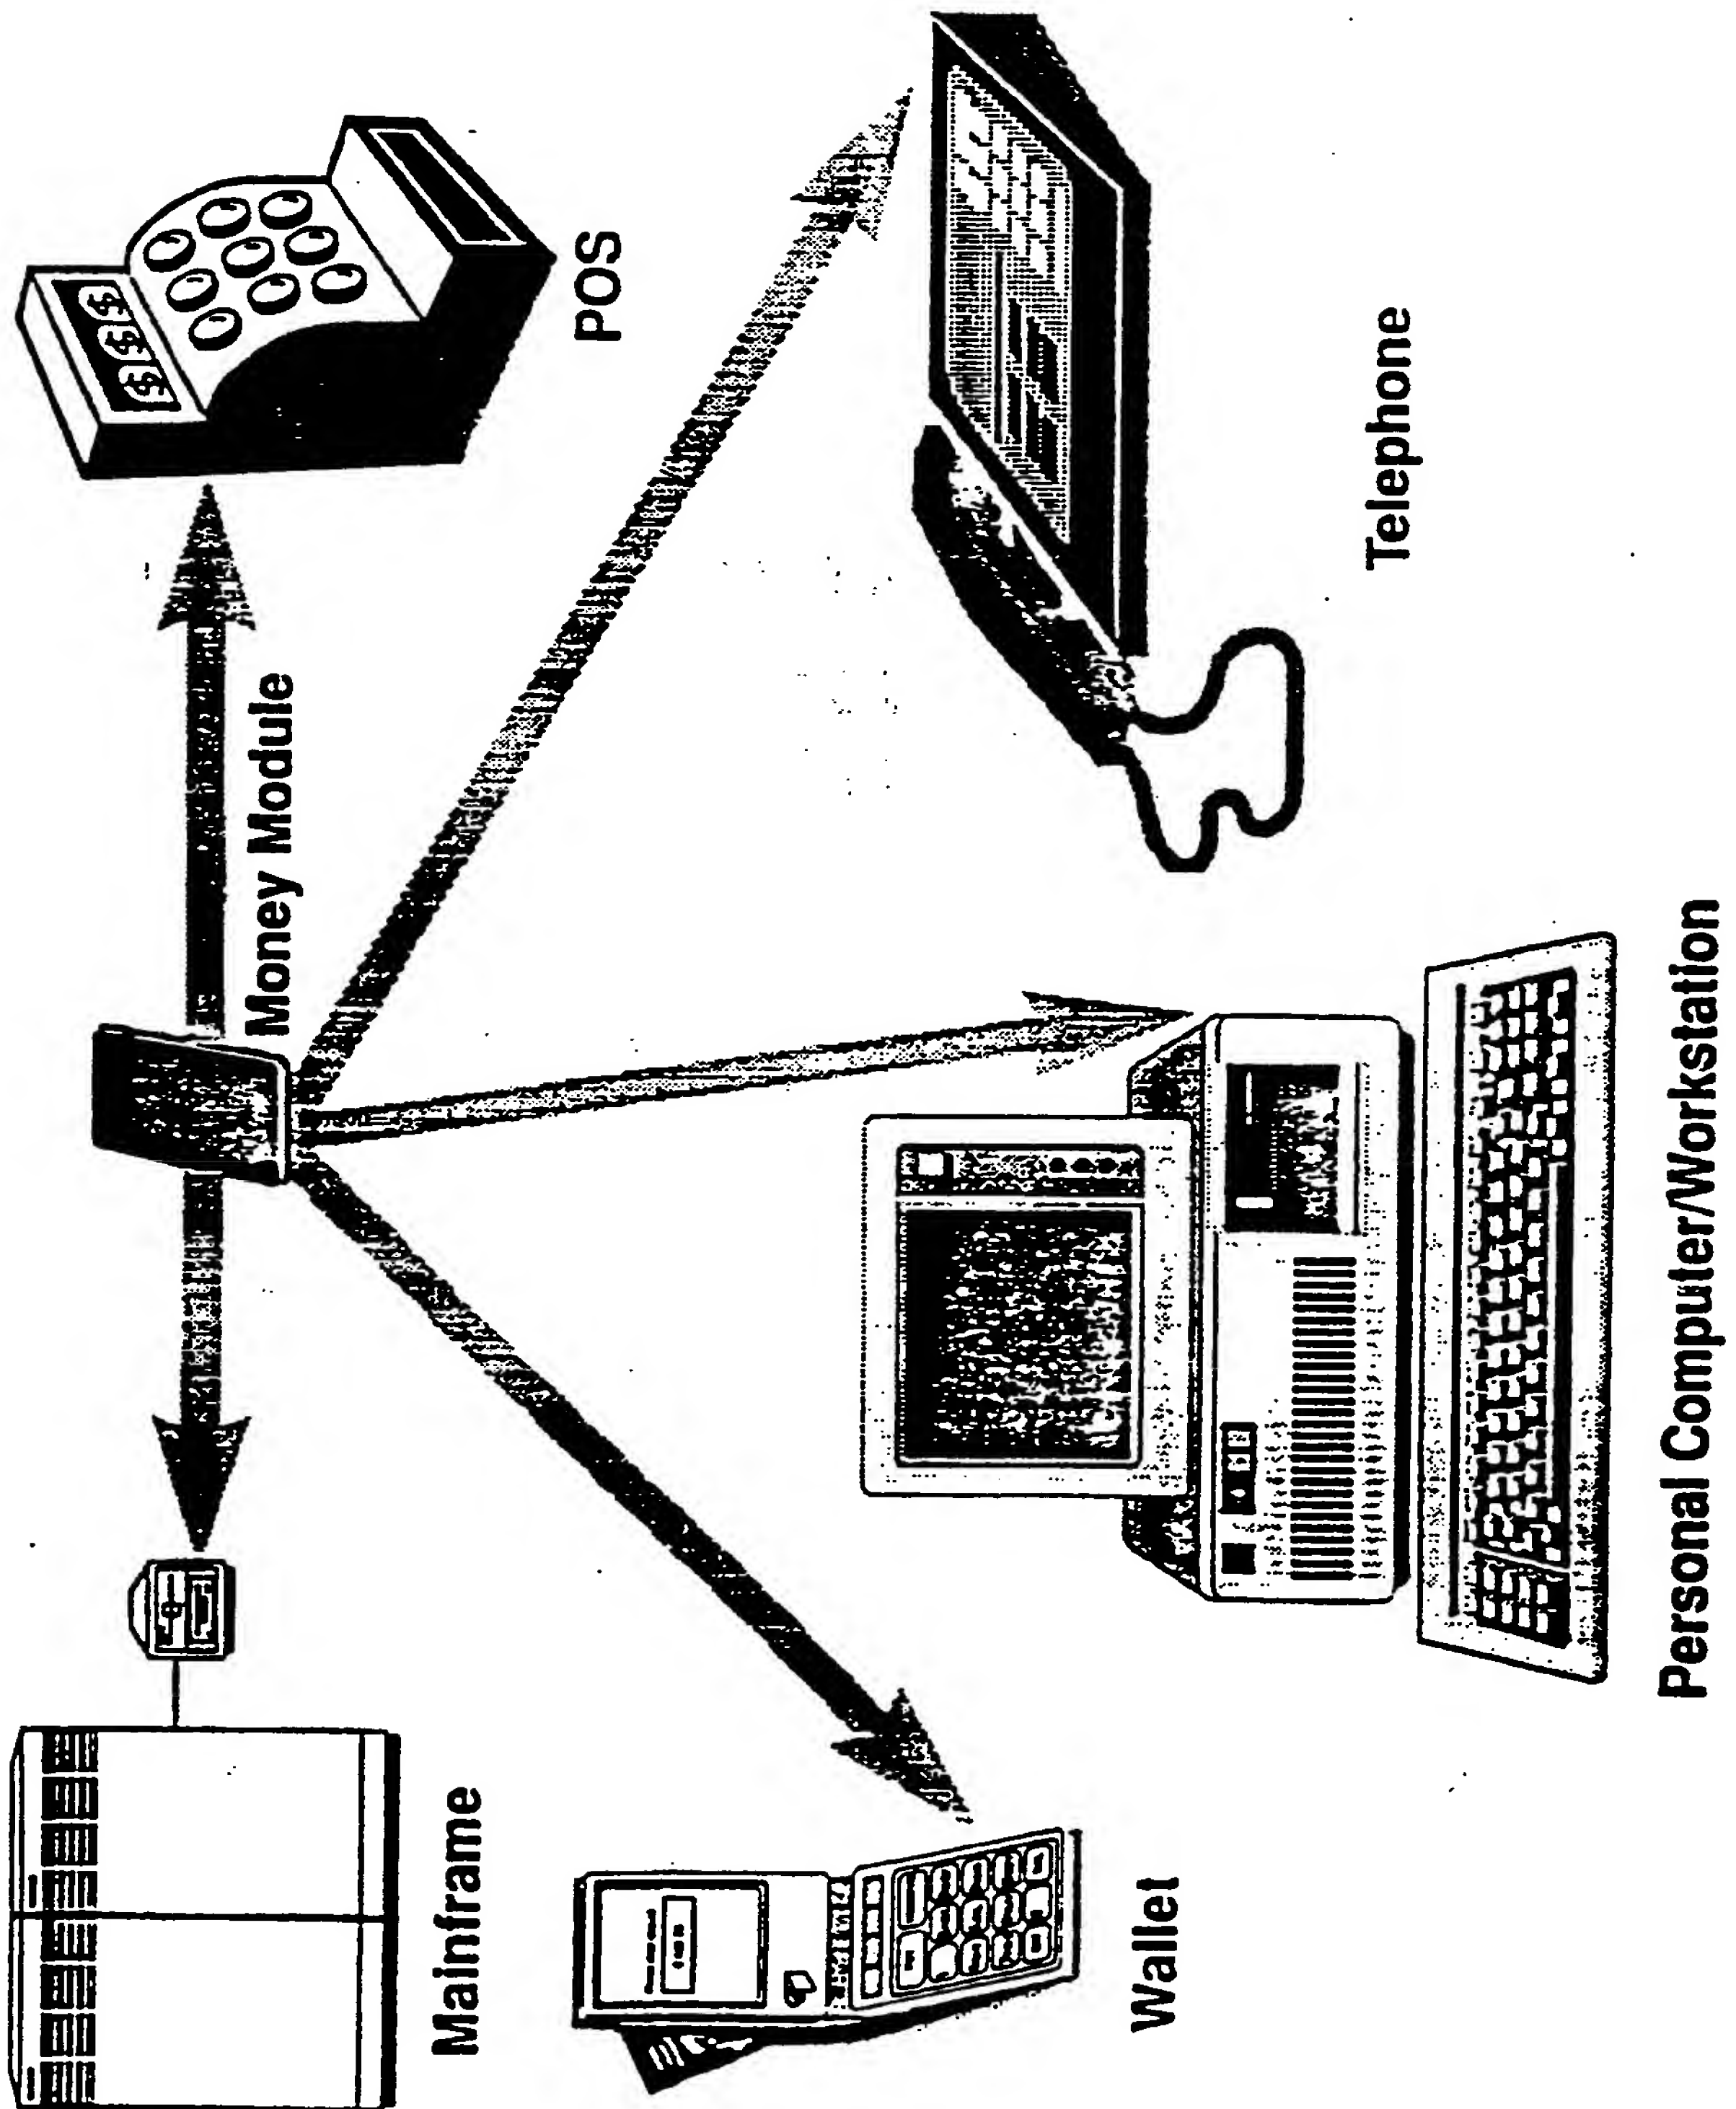 Money Module
POS
$ $ $
Mainframe
Wallet
Personal Computer/Workstation
Telephone